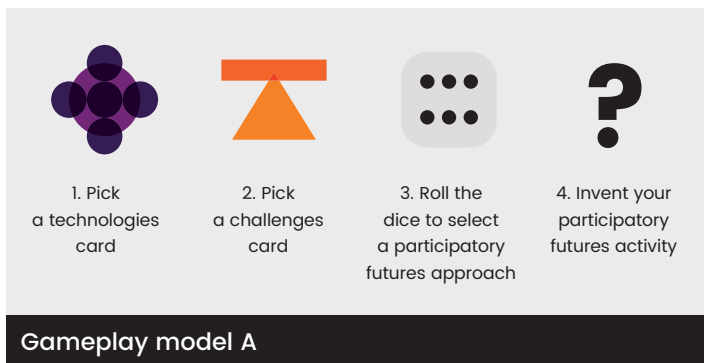 1. Pick
a technologies
card
2. Pick
a challenges
card
3. Roll the
dice to select
a participatory
futures approach
4. Invent your
participatory
futures activity
Gameplay model A